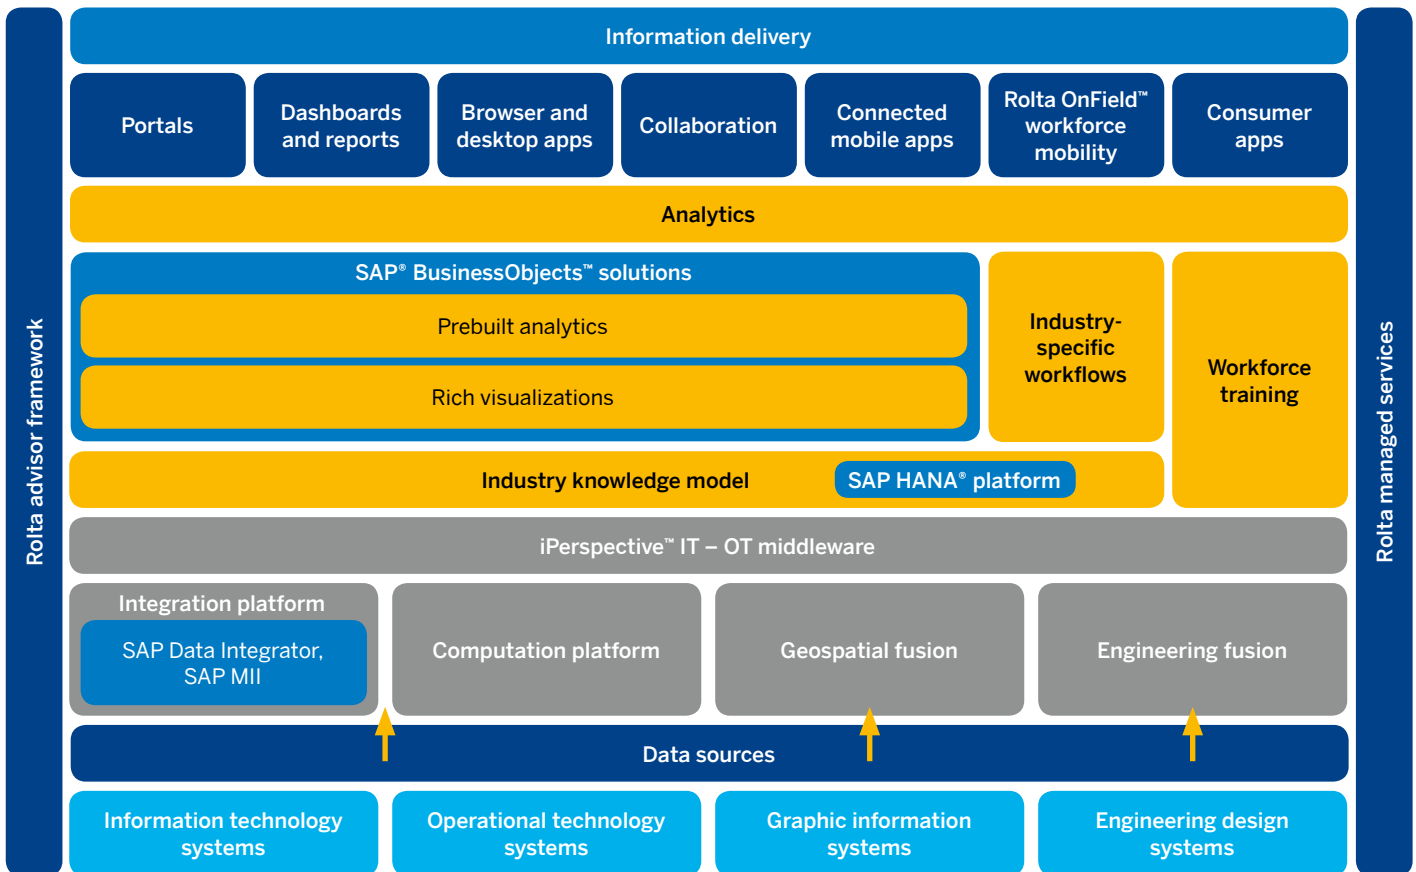 Information delivery
Portals
Dashboards
and reports
Browser and
desktop apps
Collaboration
Connected
mobile apps
Rolta OnField™
workforce
mobility
Consumer
apps
Analytics
SAP® BusinessObjects™ solutions
Prebuilt analytics
Rich visualizations
Industry-
specific
workflows
Workforce
training
Industry knowledge model
SAP HANA® platform
iPerspective™ IT – OT middleware
Integration platform
SAP Data Integrator,
SAP MII
Computation platform
Geospatial fusion
Engineering fusion
Data sources
Information technology
systems
Operational technology
systems
Graphic information
systems
Engineering design
systems
Rolta advisor framework
Rolta managed services